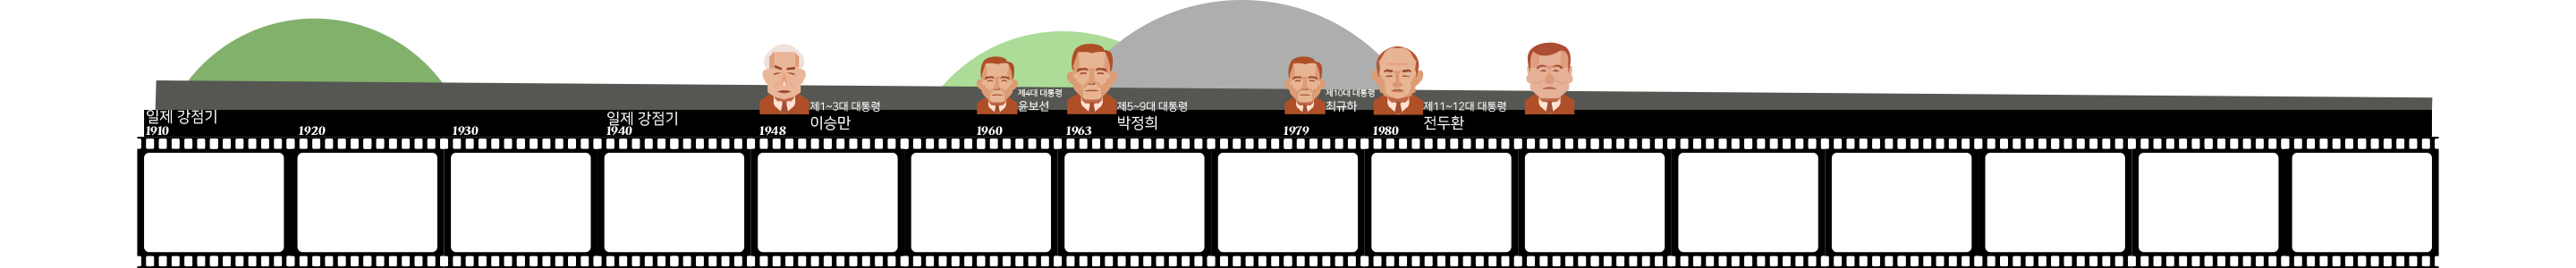 일제 강점기
1910
1920
1930
일제 강점기
1940
1948
제1~3대 대통령
이승만
1960
제4대 대통령
윤보선
1963
제5~9대 대통령
박정희
1979
제10대 대통령
최규하
1980
제11~12대 대통령
전두환